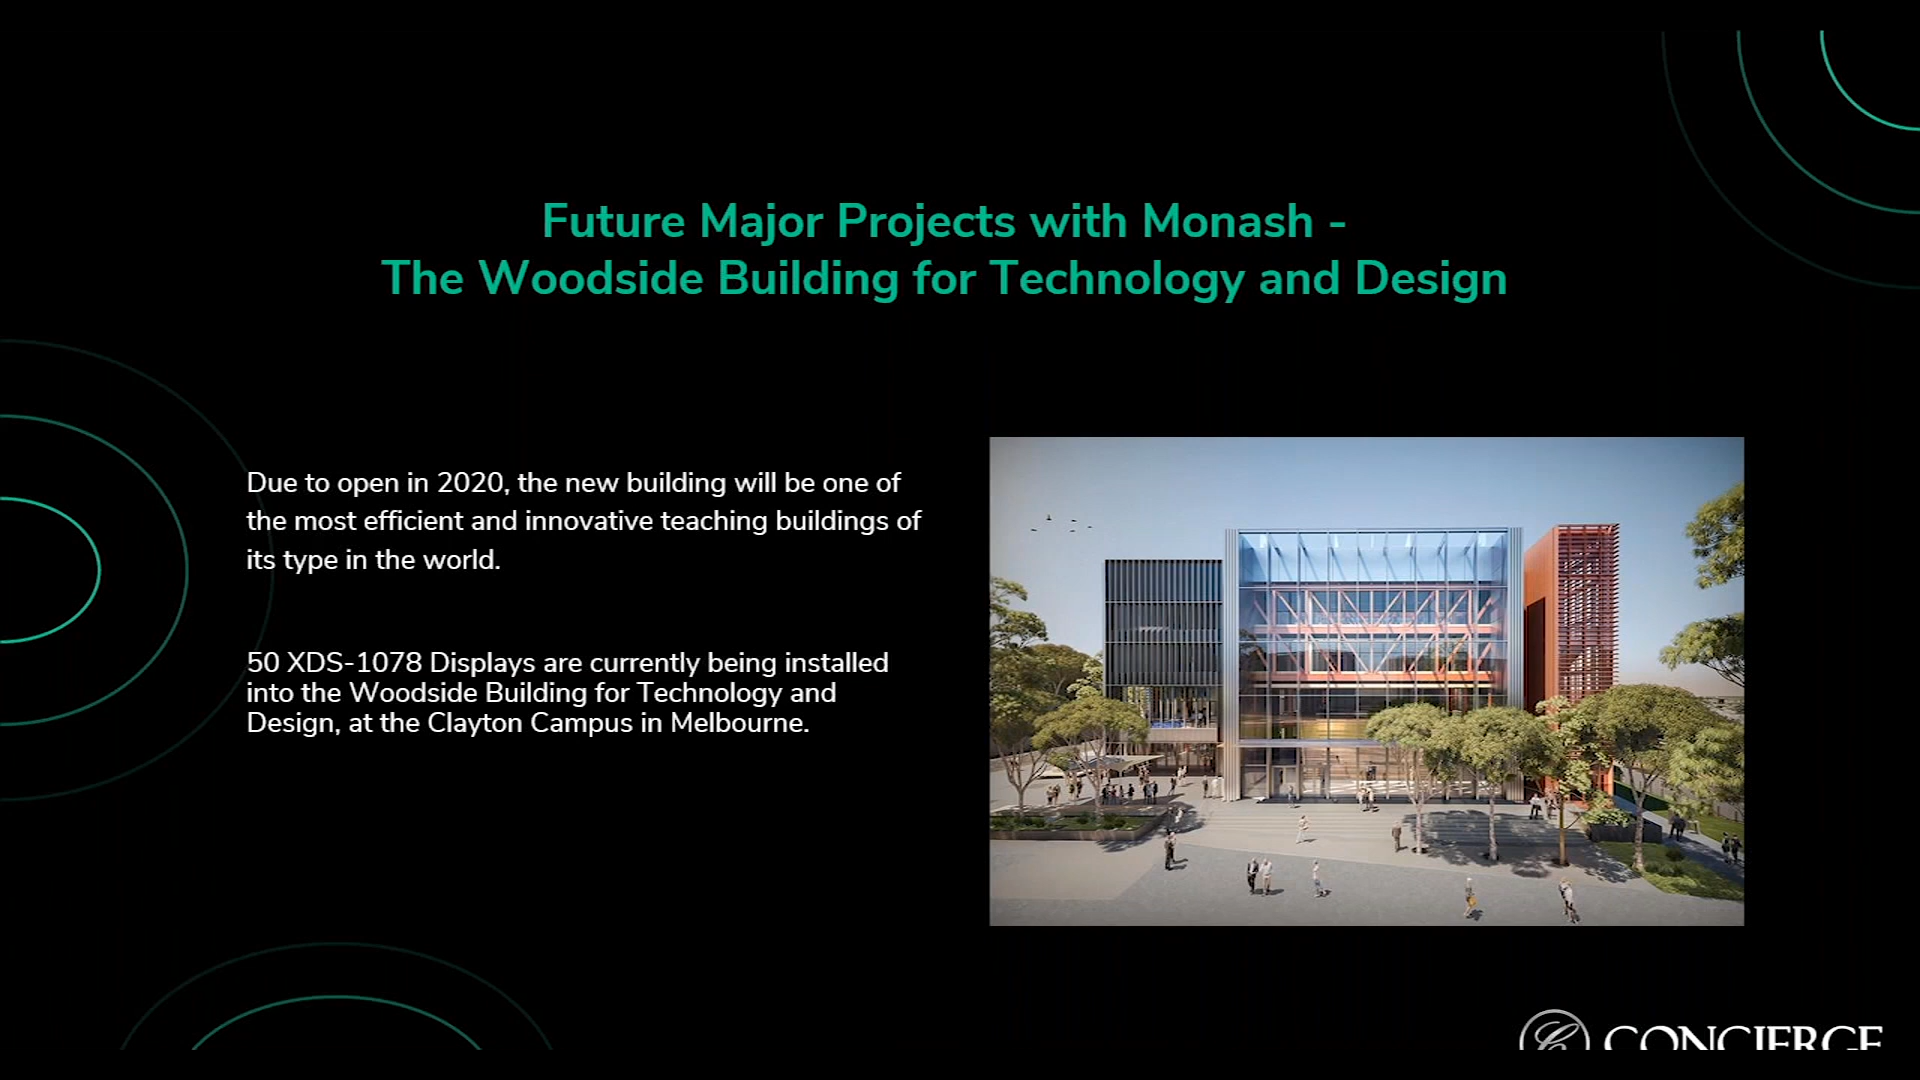 Future Major Projects with Monash -
The Woodside Building for Technology and Design
Due to open in 2020, the new building will be one of
the most efficient and innovative teaching buildings of
its type in the world.
50 XDS-1078 Displays are currently being installed
into the Woodside Building for Technology and
Design, at the Clayton Campus in Melbourne.
CONCIERGE